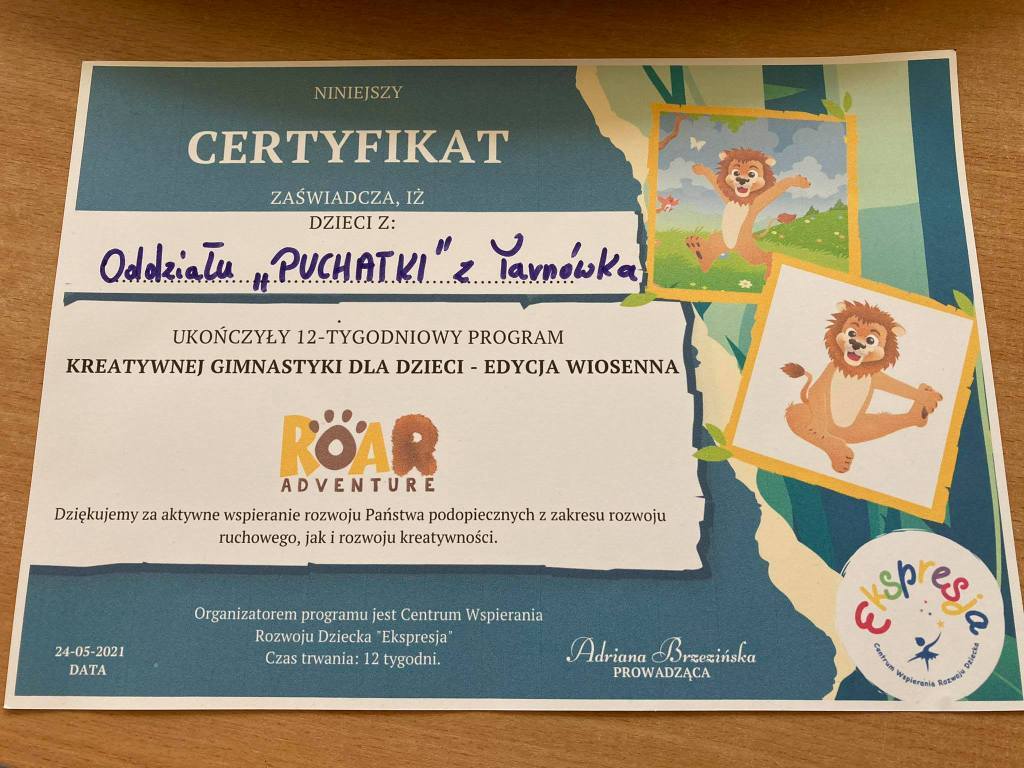 NINIEJSZY
CERTYFIKAT
ZAŚWIADCZA, IŻ
DZIECI Z:
Oddziału „PUCHATKI" z Tarnówka
UKOŃCZYŁY 12-TYGODNIOWY PROGRAM
KREATYWNEJ GIMNASTYKI DLA DZIECI - EDYCJA WIOSENNA
ROAR
ADVENTURE
Dziękujemy za aktywne wspieranie rozwoju Państwa podopiecznych z zakresu rozwoju
ruchowego, jak i rozwoju kreatywności.
Organizatorem programu jest Centrum Wspierania
Rozwoju Dziecka "Ekspresja"
Czas trwania: 12 tygodni.
24-05-2021
DATA
Adriana Brzezińska
PROWADZĄCA
Ekspresja
Centrum Wspierania Rozwoju Dziecka